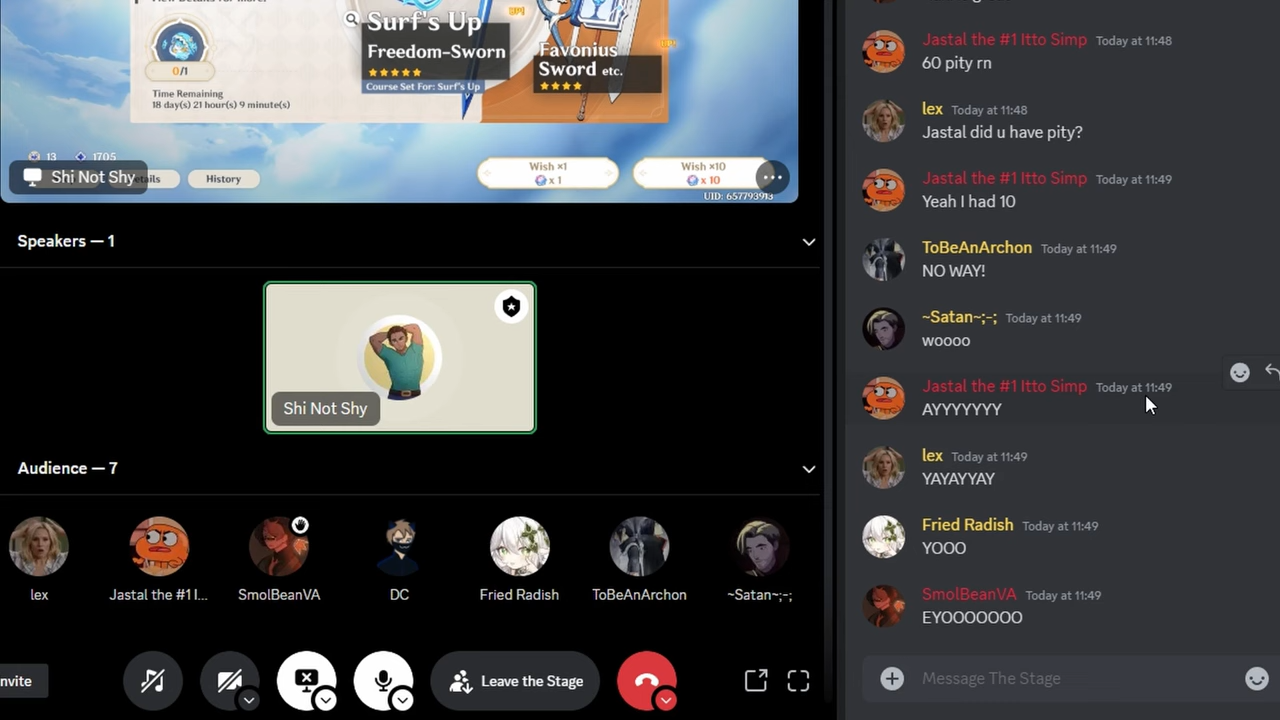 Surf's Up
Freedom-Sworn
Course Set For: Surf's Up
Favonius
Sword etc.
0/1
Time Remaining
18 day(s) 21 hour(s) 9 minute(s)
13 1705
Shi Not Shy
History
Wish ×1
x 1
Wish ×10
x 10
UID: 657793913
Speakers — 1
Shi Not Shy
Audience — 7
lex
Jastal the #1 I...
SmolBeanVA
DC
Fried Radish
ToBeAnArchon
~Satan~;-;
Leave the Stage
Jastal the #1 Itto Simp Today at 11:48
60 pity rn
lex Today at 11:48
Jastal did u have pity?
Jastal the #1 Itto Simp Today at 11:49
Yeah I had 10
ToBeAnArchon Today at 11:49
NO WAY!
~Satan~;-; Today at 11:49
woooo
Jastal the #1 Itto Simp Today at 11:49
AYYYYYYY
lex Today at 11:49
YAYAYYAY
Fried Radish Today at 11:49
YOOO
SmolBeanVA Today at 11:49
EYOOOOOOO
Message The Stage